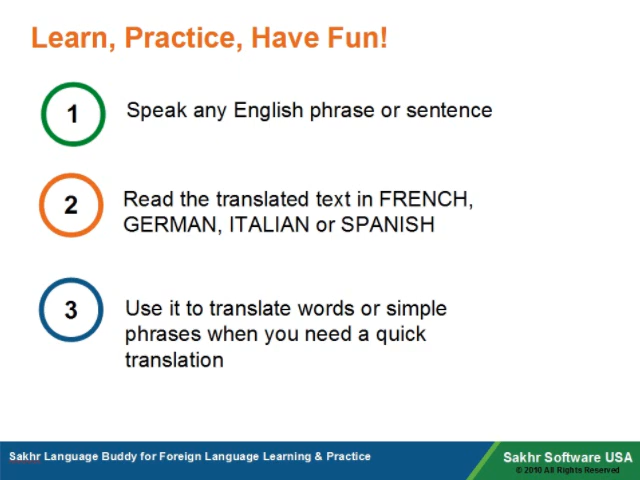 Learn, Practice, Have Fun!
1
Speak any English phrase or sentence
2
Read the translated text in FRENCH,
GERMAN, ITALIAN or SPANISH
3
Use it to translate words or simple
phrases when you need a quick
translation
Sakhr Language Buddy for Foreign Language Learning & Practice
Sakhr Software USA
© 2010 All Rights Reserved